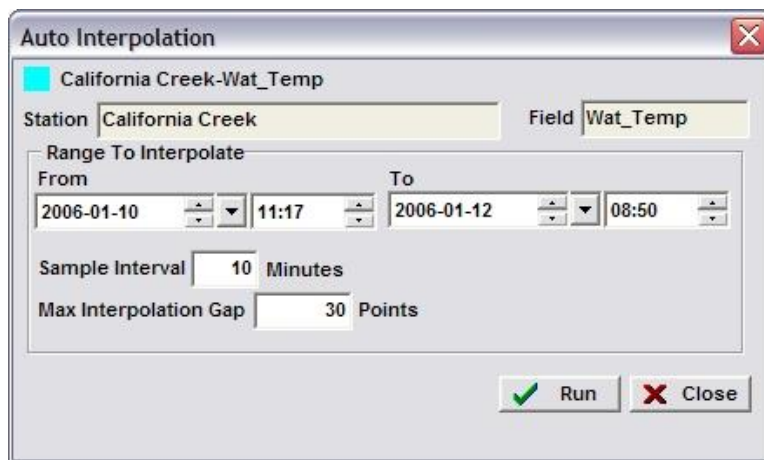 Auto Interpolation
California Creek-Wat_Temp
Station California Creek Field Wat_Temp
Range To Interpolate
From To
2006-01-10 11:17 2006-01-12 08:50
Sample Interval 10 Minutes
Max Interpolation Gap 30 Points
Run Close